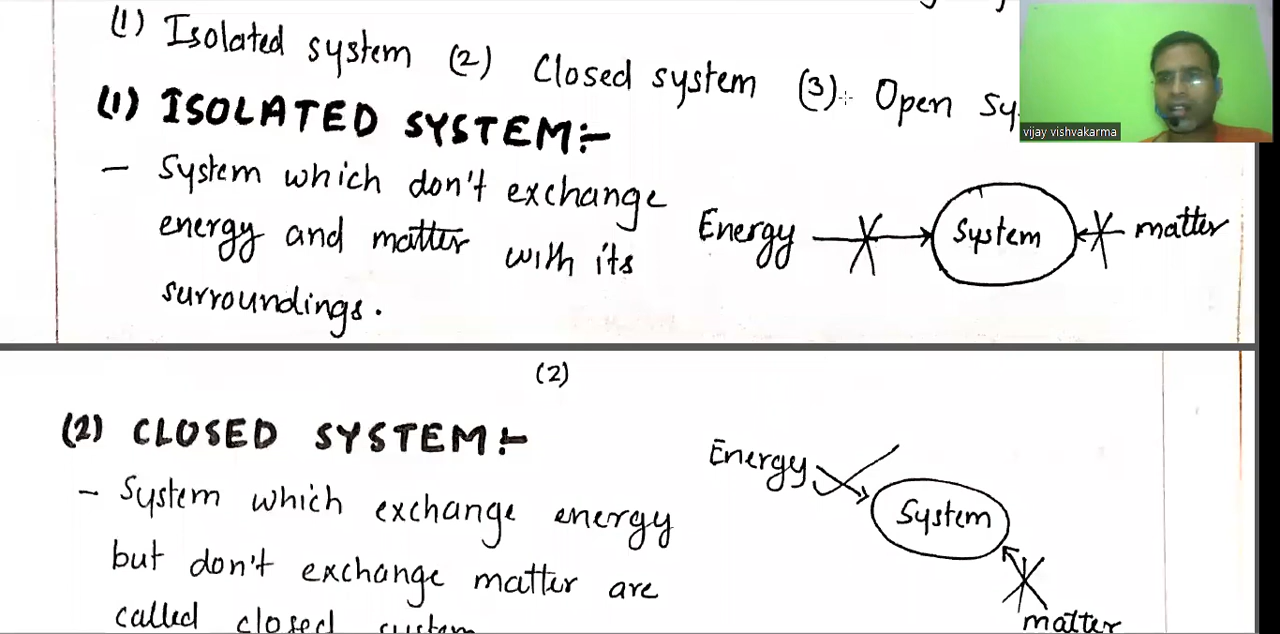 (1) Isolated system (2) Closed system (3) Open sy
vijay vishvakarma
(1) ISOLATED SYSTEM:-
- System which don't exchange
energy and matter with its
surroundings.
Energy System matter
(2)
(2) CLOSED SYSTEM:-
- System which exchange energy
but don't exchange matter are
called closed system
Energy
System
matter